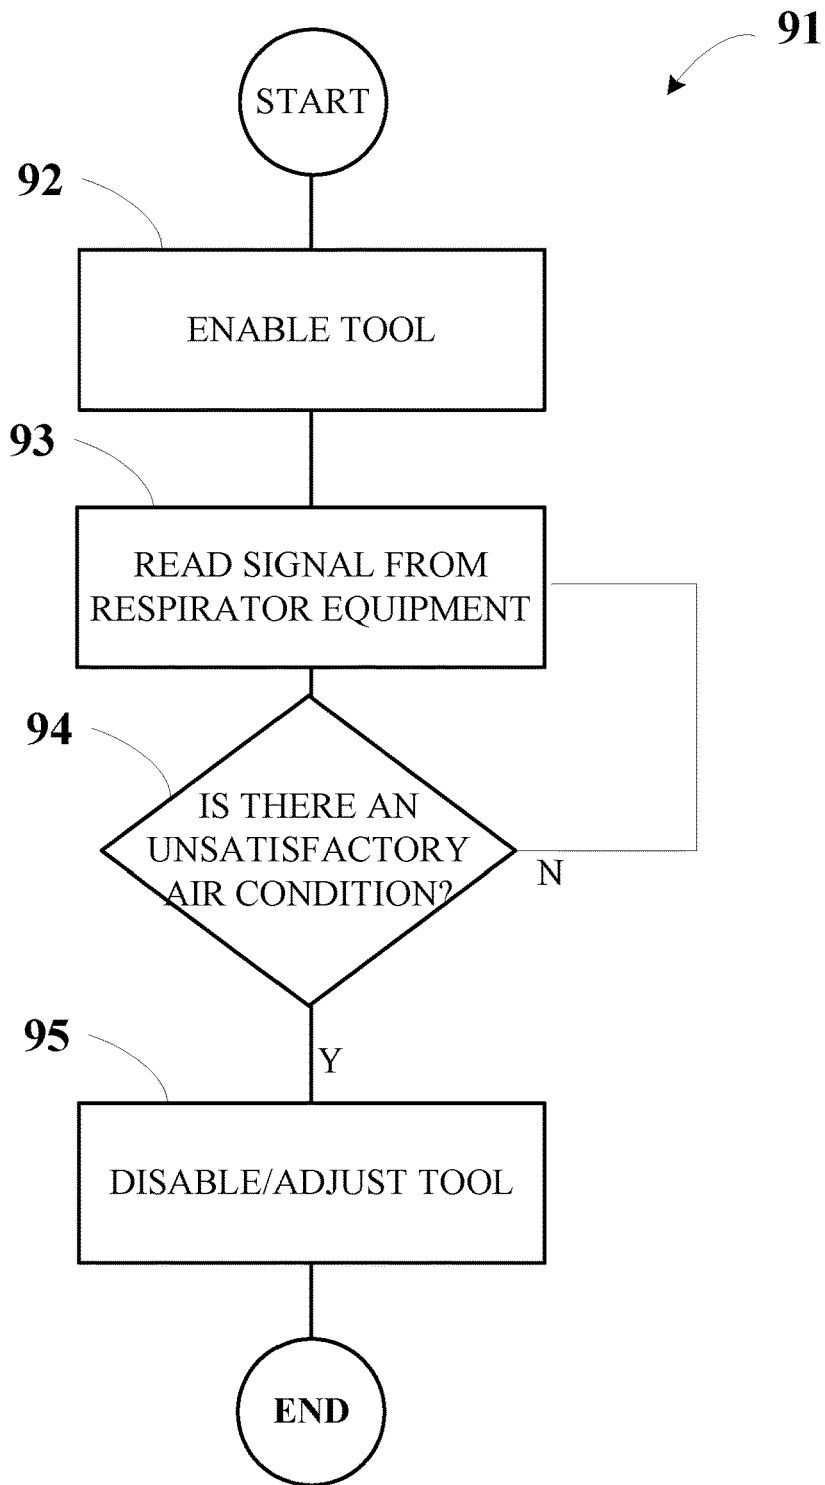 91
START
92
ENABLE TOOL
93
READ SIGNAL FROM
RESPIRATOR EQUIPMENT
94
IS THERE AN
UNSATISFACTORY
AIR CONDITION?
N
Y
95
DISABLE/ADJUST TOOL
END